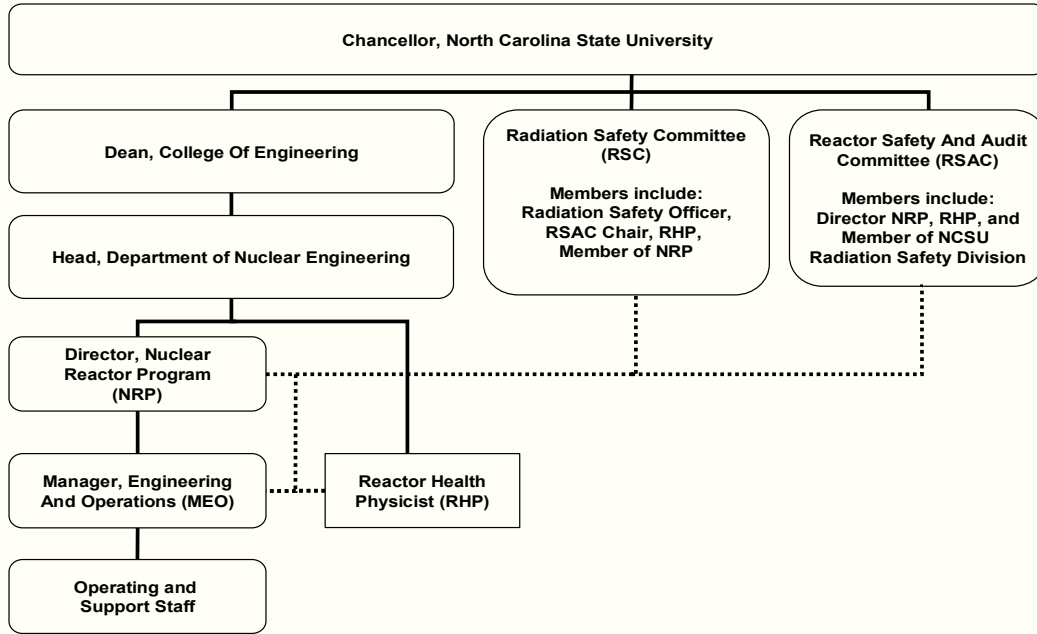 Chancellor, North Carolina State University
Dean, College Of Engineering
Radiation Safety Committee
(RSC)
Members include:
Radiation Safety Officer,
RSAC Chair, RHP,
Member of NRP
Reactor Safety And Audit
Committee (RSAC)
Members include:
Director NRP, RHP, and
Member of NCSU
Radiation Safety Division
Head, Department of Nuclear Engineering
Director, Nuclear
Reactor Program
(NRP)
Manager, Engineering
And Operations (MEO)
Reactor Health
Physicist (RHP)
Operating and
Support Staff